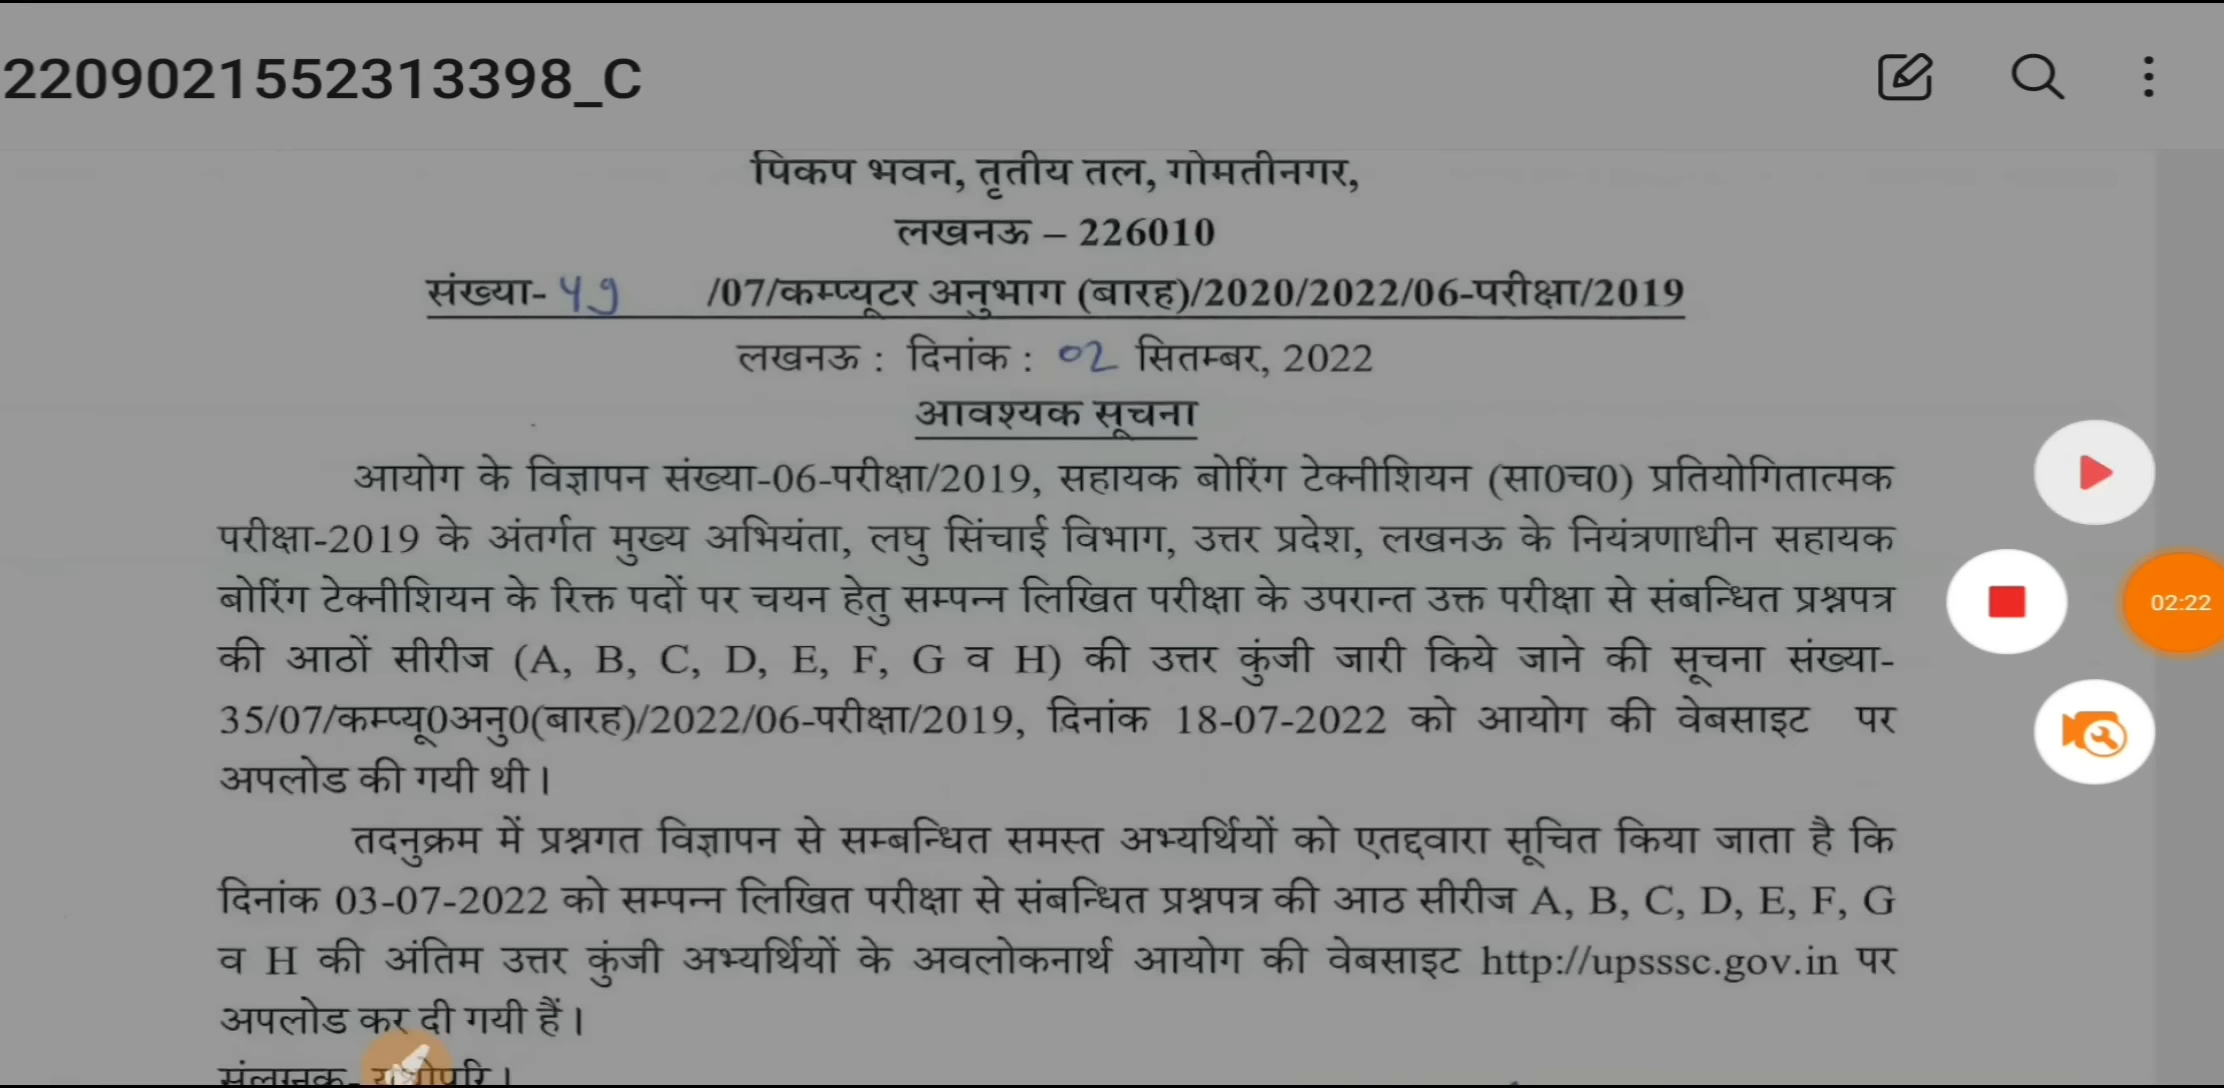 2209021552313398_C
पिकप भवन, तृतीय तल, गोमतीनगर,
लखनऊ – 226010
संख्या- 49 /07/कम्प्यूटर अनुभाग (बारह)/2020/2022/06-परीक्षा/2019
लखनऊ : दिनांक : 02 सितम्बर, 2022
आवश्यक सूचना
आयोग के विज्ञापन संख्या-06-परीक्षा/2019, सहायक बोरिंग टेक्नीशियन (सा0च0) प्रतियोगितात्मक
परीक्षा-2019 के अंतर्गत मुख्य अभियंता, लघु सिंचाई विभाग, उत्तर प्रदेश, लखनऊ के नियंत्रणाधीन सहायक
बोरिंग टेक्नीशियन के रिक्त पदों पर चयन हेतु सम्पन्न लिखित परीक्षा के उपरान्त उक्त परीक्षा से संबन्धित प्रश्नपत्र
की आठों सीरीज (A, B, C, D, E, F, G व H) की उत्तर कुंजी जारी किये जाने की सूचना संख्या-
35/07/कम्प्यू0अनु0(बारह)/2022/06-परीक्षा/2019, दिनांक 18-07-2022 को आयोग की वेबसाइट पर
अपलोड की गयी थी।
02:22
तदनुक्रम में प्रश्नगत विज्ञापन से सम्बन्धित समस्त अभ्यर्थियों को एतद्दवारा सूचित किया जाता है कि
दिनांक 03-07-2022 को सम्पन्न लिखित परीक्षा से संबन्धित प्रश्नपत्र की आठ सीरीज A, B, C, D, E, F, G
व H की अंतिम उत्तर कुंजी अभ्यर्थियों के अवलोकनार्थ आयोग की वेबसाइट http://upsssc.gov.in पर
अपलोड कर दी गयी हैं।
संलग्नक-